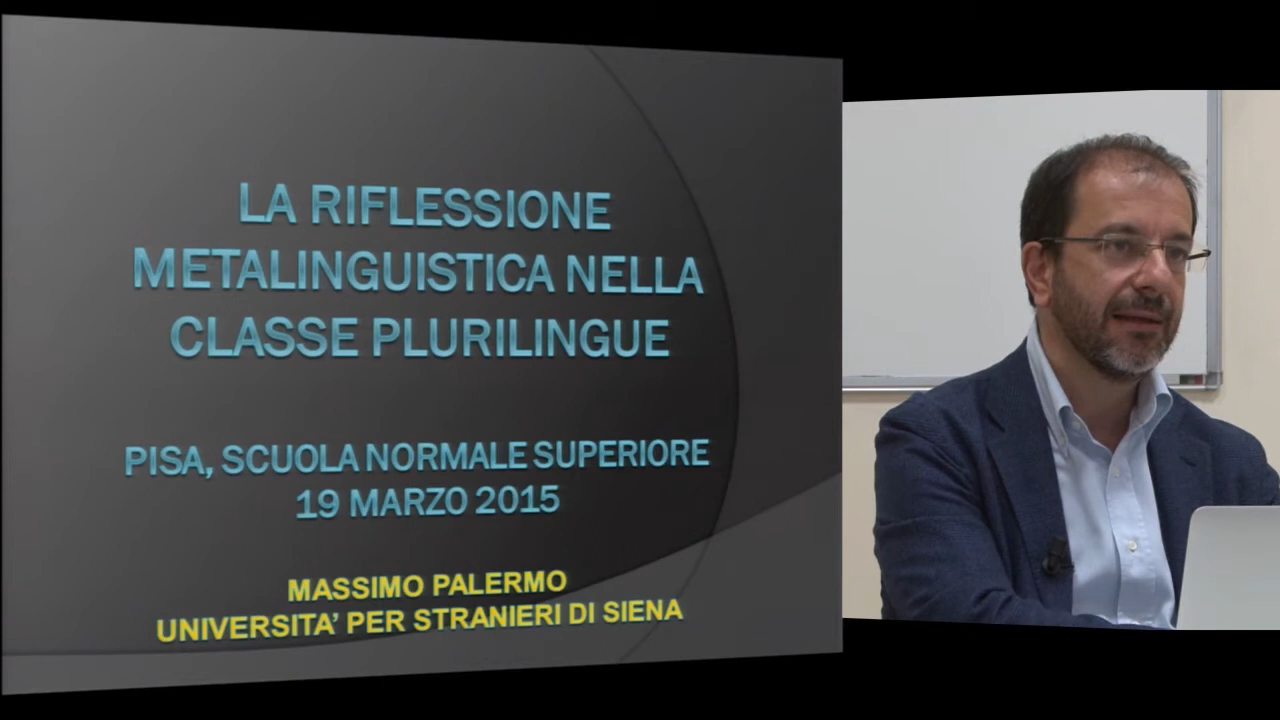 LA RIFLESSIONE
METALINGUISTICA NELLA
CLASSE PLURILINGUE
PISA, SCUOLA NORMALE SUPERIORE
19 MARZO 2015
MASSIMO PALERMO
UNIVERSITA' PER STRANIERI DI SIENA